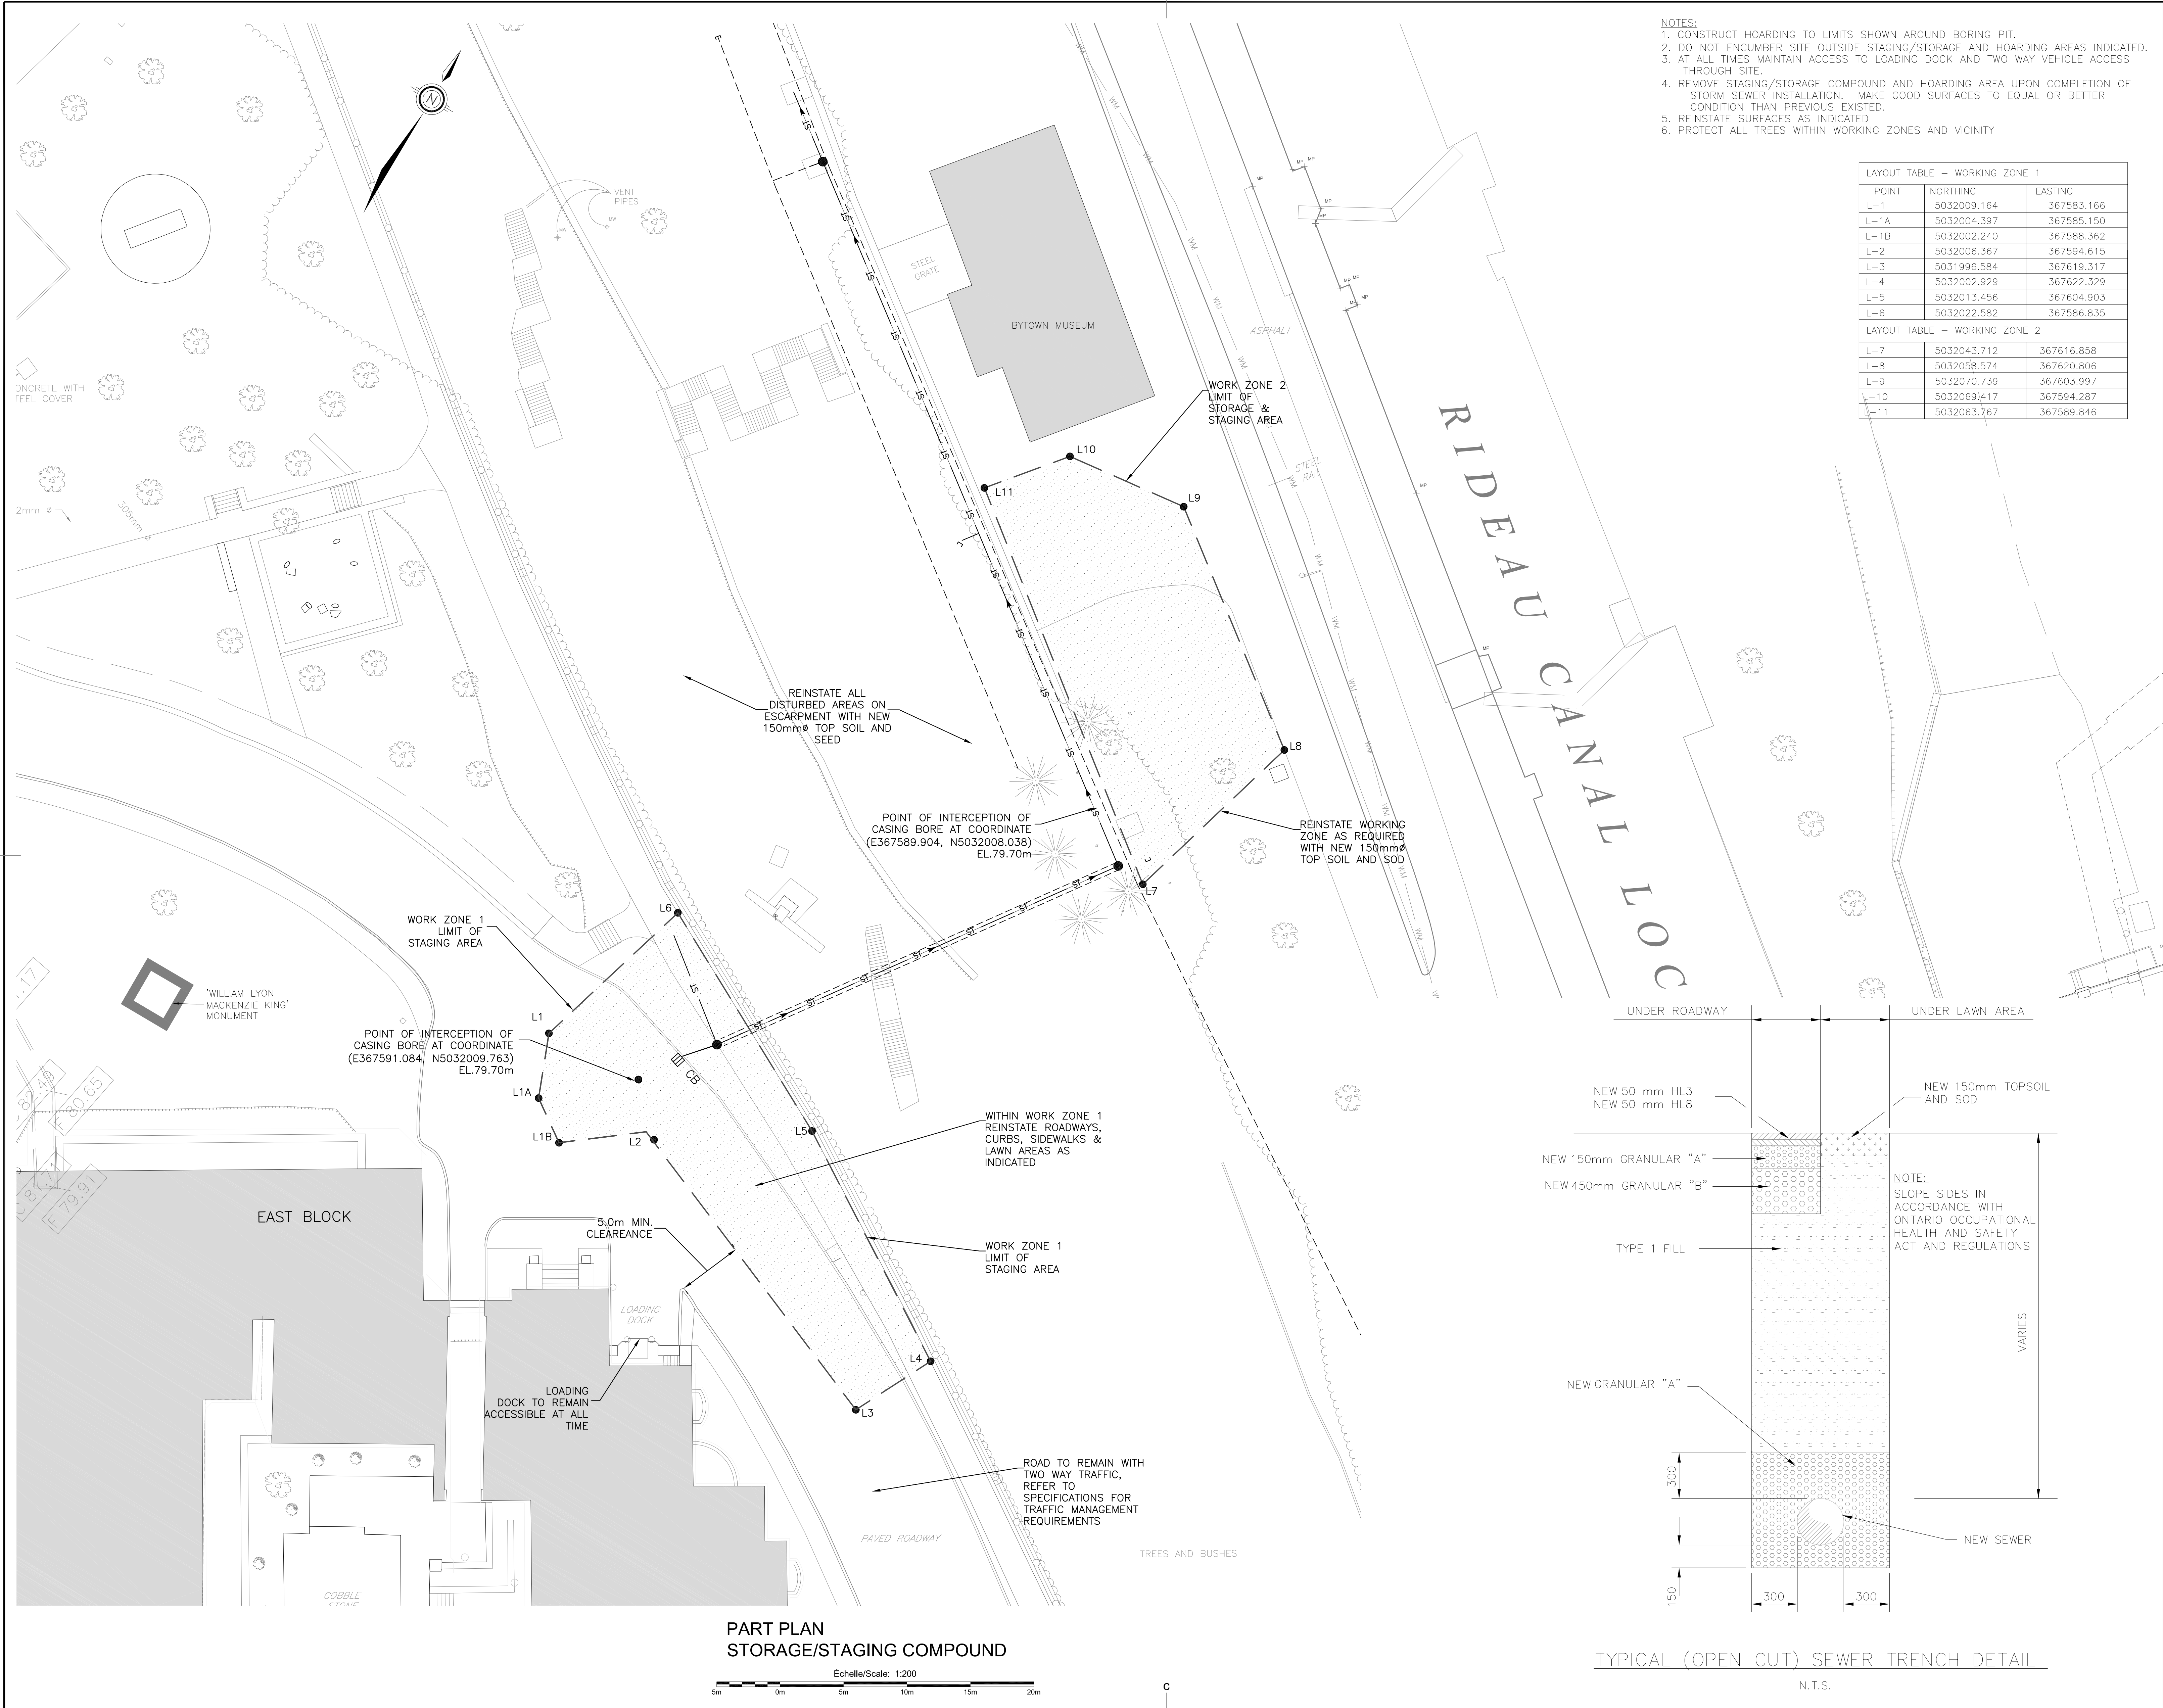 NOTES:
1. CONSTRUCT HOARDING TO LIMITS SHOWN AROUND BORING PIT.
2. DO NOT ENCUMBER SITE OUTSIDE STAGING/STORAGE AND HOARDING AREAS INDICATED.
3. AT ALL TIMES MAINTAIN ACCESS TO LOADING DOCK AND TWO WAY VEHICLE ACCESS
THROUGH SITE.
4. REMOVE STAGING/STORAGE COMPOUND AND HOARDING AREA UPON COMPLETION OF
STORM SEWER INSTALLATION. MAKE GOOD SURFACES TO EQUAL OR BETTER
CONDITION THAN PREVIOUS EXISTED.
5. REINSTATE SURFACES AS INDICATED
6. PROTECT ALL TREES WITHIN WORKING ZONES AND VICINITY
LAYOUT TABLE – WORKING ZONE 1
POINT NORTHING EASTING
L-1 5032009.164 367583.166
L-1A 5032004.397 367585.150
L-1B 5032002.240 367588.362
L-2 5032006.367 367594.615
L-3 5031996.584 367619.317
L-4 5032002.929 367622.329
L-5 5032013.456 367604.903
L-6 5032022.582 367586.835
LAYOUT TABLE – WORKING ZONE 2
L-7 5032043.712 367616.858
L-8 5032058.574 367620.806
L-9 5032070.739 367603.997
L-10 5032069.417 367594.287
L-11 5032063.767 367589.846
N
VENT
PIPES
MW
MW
STEEL
GRATE
BYTOWN MUSEUM
ASPHALT
WORK ZONE 2
LIMIT OF
STORAGE &
STAGING AREA
STEEL
RAIL
RIDEAU CANAL LOC
ONCRETE WITH
TEEL COVER
2mm ø
305mm
L10
L11
L9
L8
L7
REINSTATE ALL
DISTURBED AREAS ON
ESCARPMENT WITH NEW
150mmø TOP SOIL AND
SEED
POINT OF INTERCEPTION OF
CASING BORE AT COORDINATE
(E367589.904, N5032008.038)
EL.79.70m
REINSTATE WORKING
ZONE AS REQUIRED
WITH NEW 150mmø
TOP SOIL AND SOD
WORK ZONE 1
LIMIT OF
STAGING AREA
L6
'WILLIAM LYON
MACKENZIE KING'
MONUMENT
L1
POINT OF INTERCEPTION OF
CASING BORE AT COORDINATE
(E367591.084, N5032009.763)
EL.79.70m
CB
ST
ST
WM
WM
MP
MP
L1A
L1B
L2
L5
WITHIN WORK ZONE 1
REINSTATE ROADWAYS,
CURBS, SIDEWALKS &
LAWN AREAS AS
INDICATED
F 80.65
F 79.91
EAST BLOCK
5.0m MIN.
CLEAREANCE
WORK ZONE 1
LIMIT OF
STAGING AREA
LOADING
DOCK
L4
L3
LOADING
DOCK TO REMAIN
ACCESSIBLE AT ALL
TIME
ROAD TO REMAIN WITH
TWO WAY TRAFFIC,
REFER TO
SPECIFICATIONS FOR
TRAFFIC MANAGEMENT
REQUIREMENTS
PAVED ROADWAY
TREES AND BUSHES
COBBLE
STONE
UNDER ROADWAY
UNDER LAWN AREA
NEW 50 mm HL3
NEW 50 mm HL8
NEW 150mm TOPSOIL
AND SOD
NEW 150mm GRANULAR "A"
NEW 450mm GRANULAR "B"
NOTE:
SLOPE SIDES IN
ACCORDANCE WITH
ONTARIO OCCUPATIONAL
HEALTH AND SAFETY
ACT AND REGULATIONS
TYPE 1 FILL
VARIES
NEW GRANULAR "A"
300
NEW SEWER
150
300
300
TYPICAL (OPEN CUT) SEWER TRENCH DETAIL
N.T.S.
PART PLAN
STORAGE/STAGING COMPOUND
Échelle/Scale: 1:200
5m 0m 5m 10m 15m 20m
C